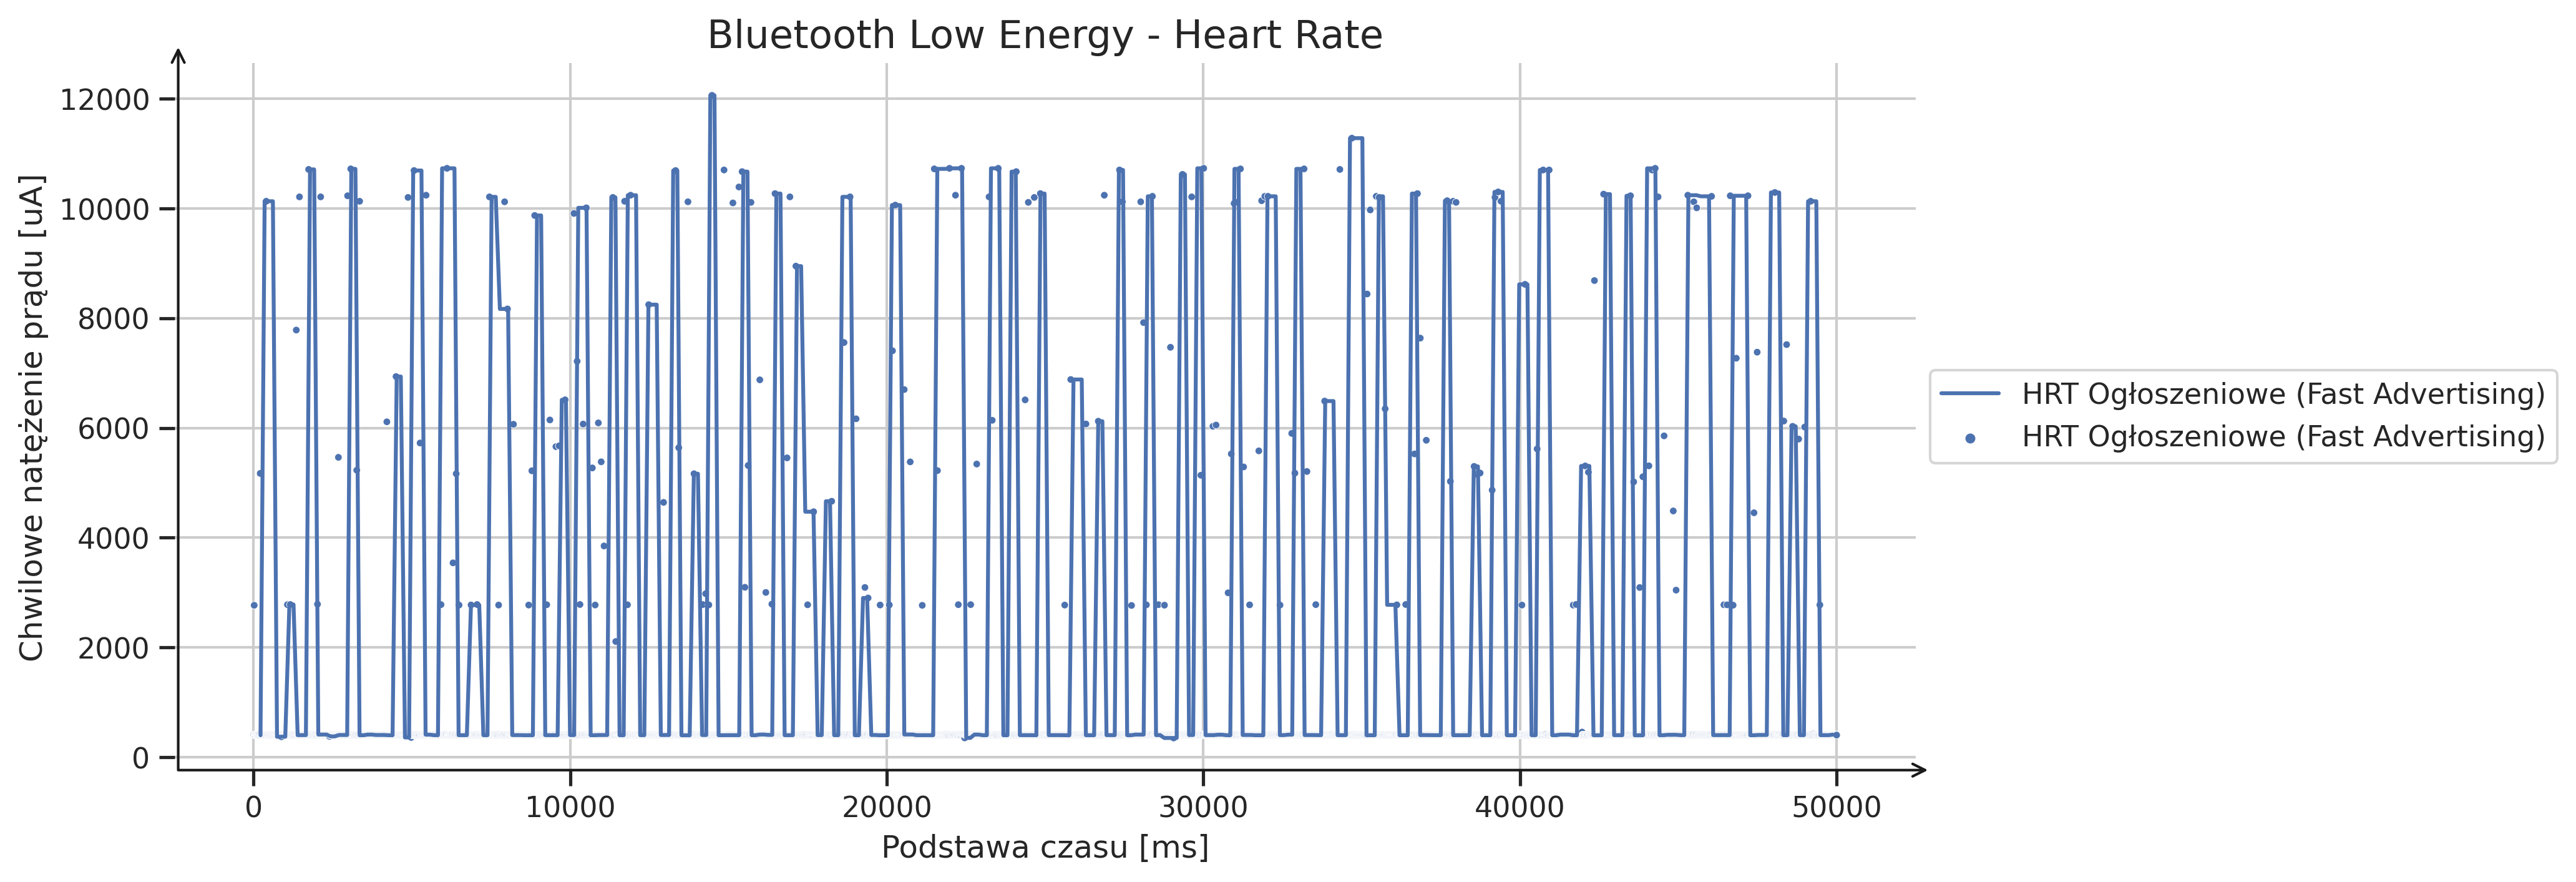 Bluetooth Low Energy - Heart Rate
Chwilowe natężenie prądu [uA]
12000
10000
8000
6000
4000
2000
0
0 10000 20000 30000 40000 50000
Podstawa czasu [ms]
HRT Ogłoszeniowe (Fast Advertising)
HRT Ogłoszeniowe (Fast Advertising)